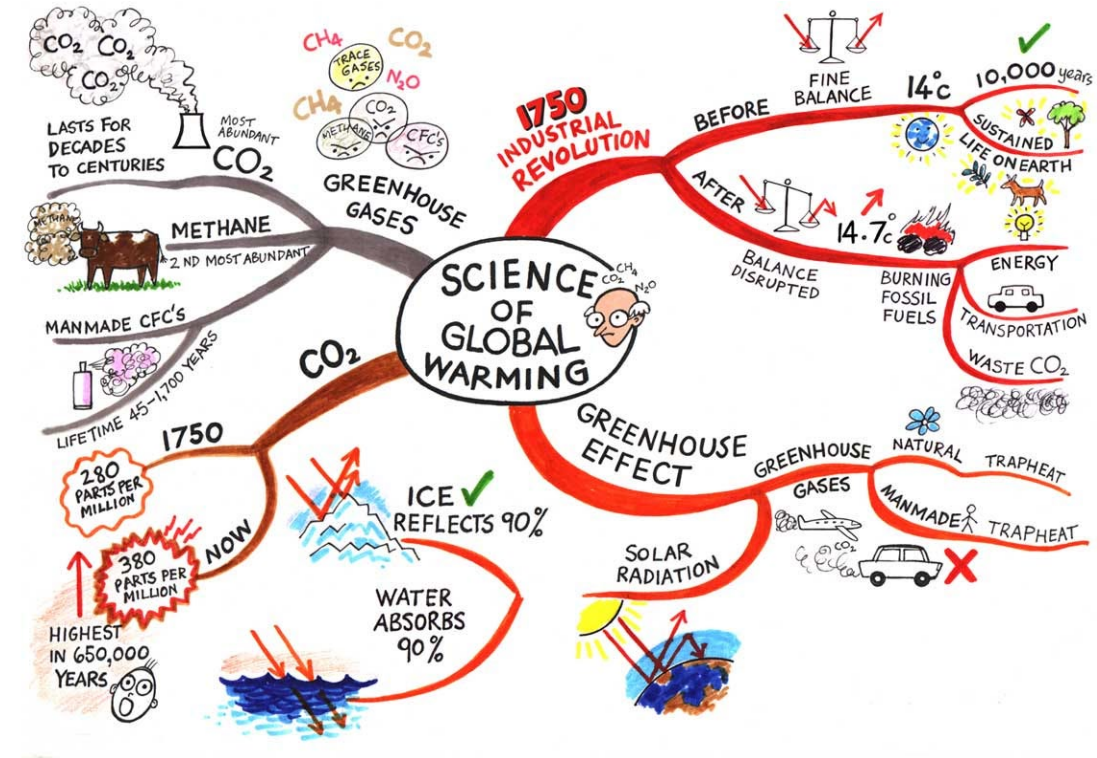 SCIENCE
OF
GLOBAL
WARMING
CO2
CH4
N2O
1750
INDUSTRIAL
REVOLUTION
BEFORE
FINE
BALANCE
14°c
10,000 years
SUSTAINED
LIFE ON EARTH
AFTER
BALANCE
DISRUPTED
14.7°c
BURNING
FOSSIL
FUELS
ENERGY
TRANSPORTATION
WASTE CO2
GREENHOUSE
EFFECT
GREENHOUSE
GASES
NATURAL
TRAPHEAT
MANMADE
TRAPHEAT
CO2
SOLAR
RADIATION
ICE
REFLECTS 90%
WATER
ABSORBS
90%
CO2
1750
280
PARTS PER
MILLION
NOW
380
PARTS PER
MILLION
HIGHEST
IN 650,000
YEARS
GREENHOUSE
GASES
CH4
CO2
TRACE
GASES
N2O
CH4
CO2
METHANE
CFC's
CO2
CO2
CO2
LASTS FOR
DECADES
TO CENTURIES
MOST
ABUNDANT
CO2
METHANE
METHANE
2ND MOST ABUNDANT
MANMADE CFC's
LIFETIME 45-1,700 YEARS